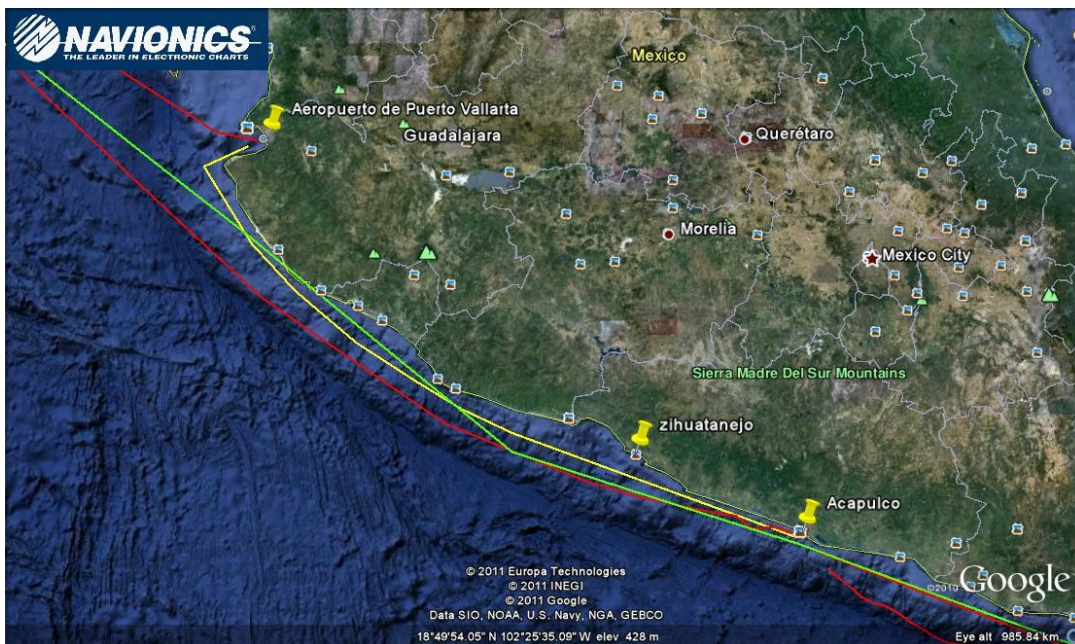 NAVIONICS®
THE LEADER IN ELECTRONIC CHARTS
Mexico
Aeropuerto de Puerto Vallarta
Guadalajara
Querétaro
Morelia
Mexico City
Sierra Madre Del Sur Mountains
zihuatanejo
Acapulco
© 2011 Europa Technologies
© 2011 INEGI
© 2011 Google
Data SIO, NOAA, U.S. Navy, NGA, GEBCO
©2010 Google
18°49'54.05" N 102°25'35.09" W elev 428 m
Eye alt 985.84 km